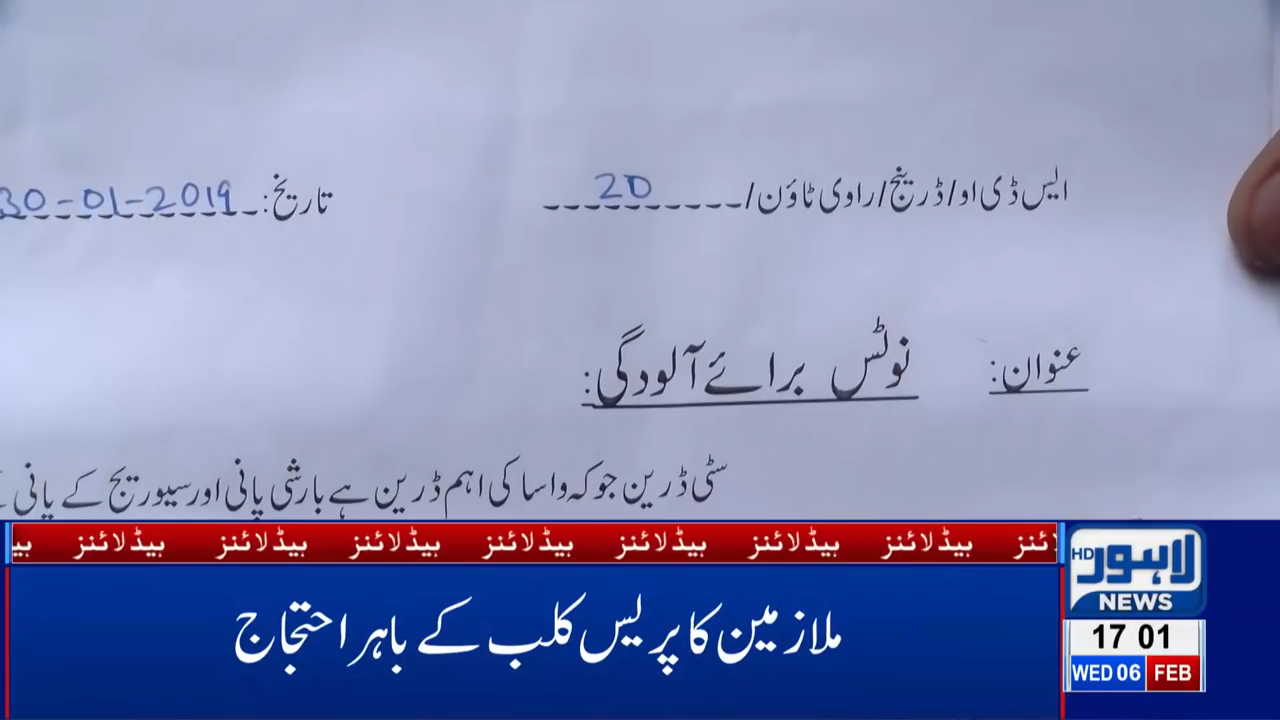 ایس ڈی او/ڈرینج/راوی ٹاؤن/ 20
تاریخ: 30-01-2019
عنوان: نوٹس برائے آلودگی:
سٹی ڈرین جو کہ واسا کی اہم ڈرین ہے بارشی پانی اور سیوریج کے پانی
ہیڈلائنز ہیڈلائنز ہیڈلائنز ہیڈلائنز ہیڈلائنز ہیڈلائنز ہیڈلائنز
ملازمین کا پریس کلب کے باہر احتجاج
لاہور HD
NEWS
17 01
WED 06 FEB